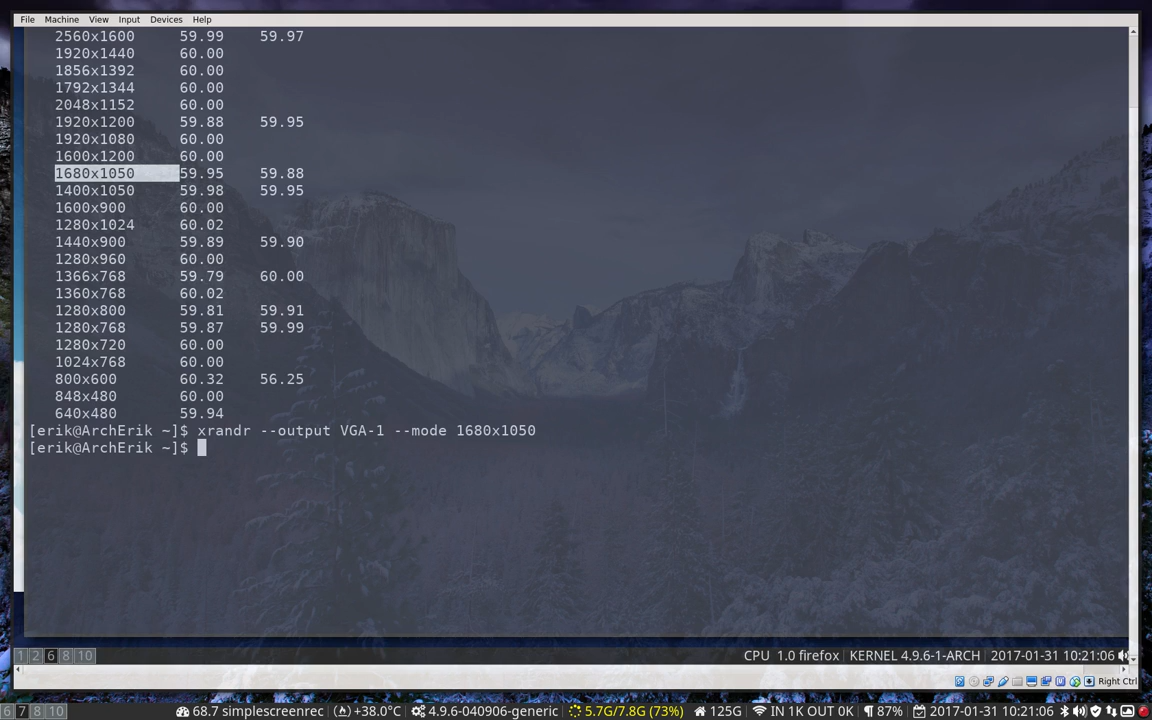 File Machine View Input Devices Help
2560x1600 59.99 59.97
1920x1440 60.00
1856x1392 60.00
1792x1344 60.00
2048x1152 60.00
1920x1200 59.88 59.95
1920x1080 60.00
1600x1200 60.00
1680x1050 59.95 59.88
1400x1050 59.98 59.95
1600x900 60.00
1280x1024 60.02
1440x900 59.89 59.90
1280x960 60.00
1366x768 59.79 60.00
1360x768 60.02
1280x800 59.81 59.91
1280x768 59.87 59.99
1280x720 60.00
1024x768 60.00
800x600 60.32 56.25
848x480 60.00
640x480 59.94
[erik@ArchErik ~]$ xrandr --output VGA-1 --mode 1680x1050
[erik@ArchErik ~]$
1 2 6 8 10 CPU 1.0 firefox KERNEL 4.9.6-1-ARCH 2017-01-31 10:21:06
Right Ctrl
6 7 8 10 68.7 simplescreenrec +38.0°C 4.9.6-040906-generic 5.7G/7.8G (73%) 125G IN 1K OUT 0K 87% 2017-01-31 10:21:06